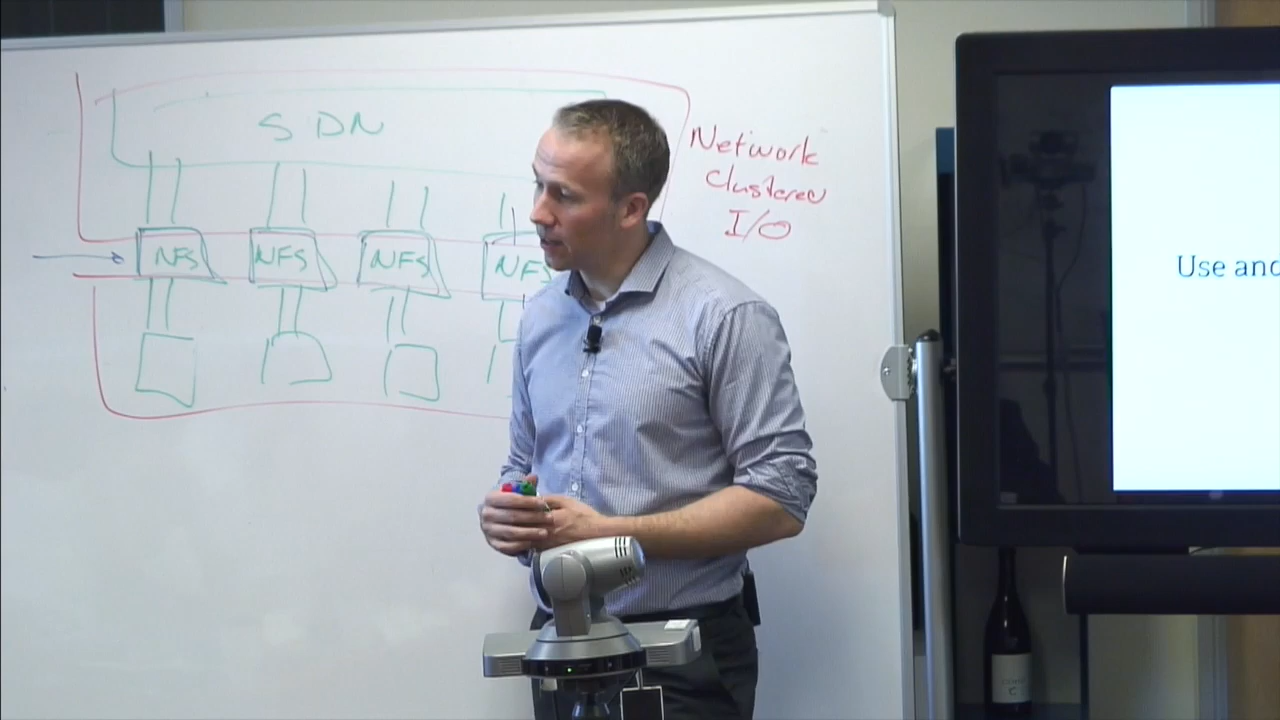 SDN
Network
Clustered
I/O
NFS NFS NFS NFS
Use and